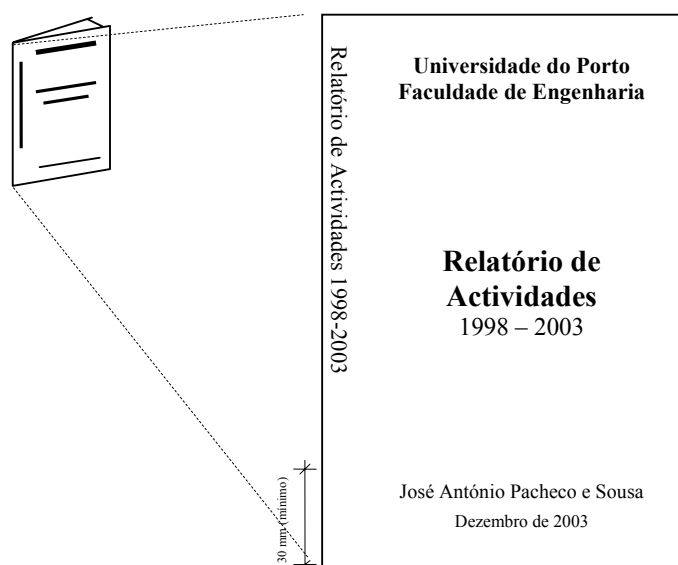 Relatório de Actividades 1998-2003
Universidade do Porto
Faculdade de Engenharia
Relatório de
Actividades
1998 – 2003
José António Pacheco e Sousa
Dezembro de 2003
30 mm (mínimo)